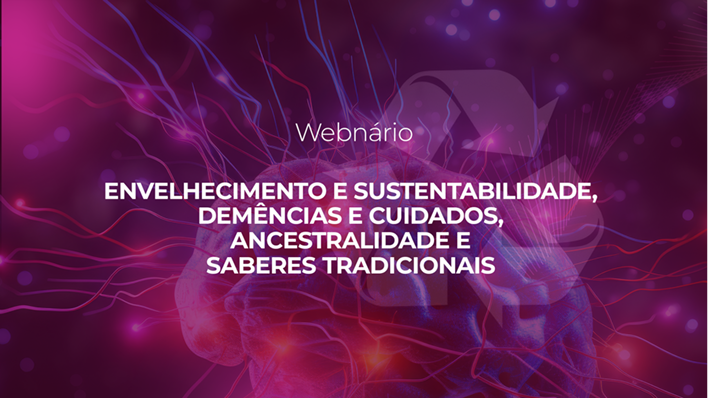 Webnário
ENVELHECIMENTO E SUSTENTABILIDADE,
DEMÊNCIAS E CUIDADOS,
ANCESTRALIDADE E
SABERES TRADICIONAIS